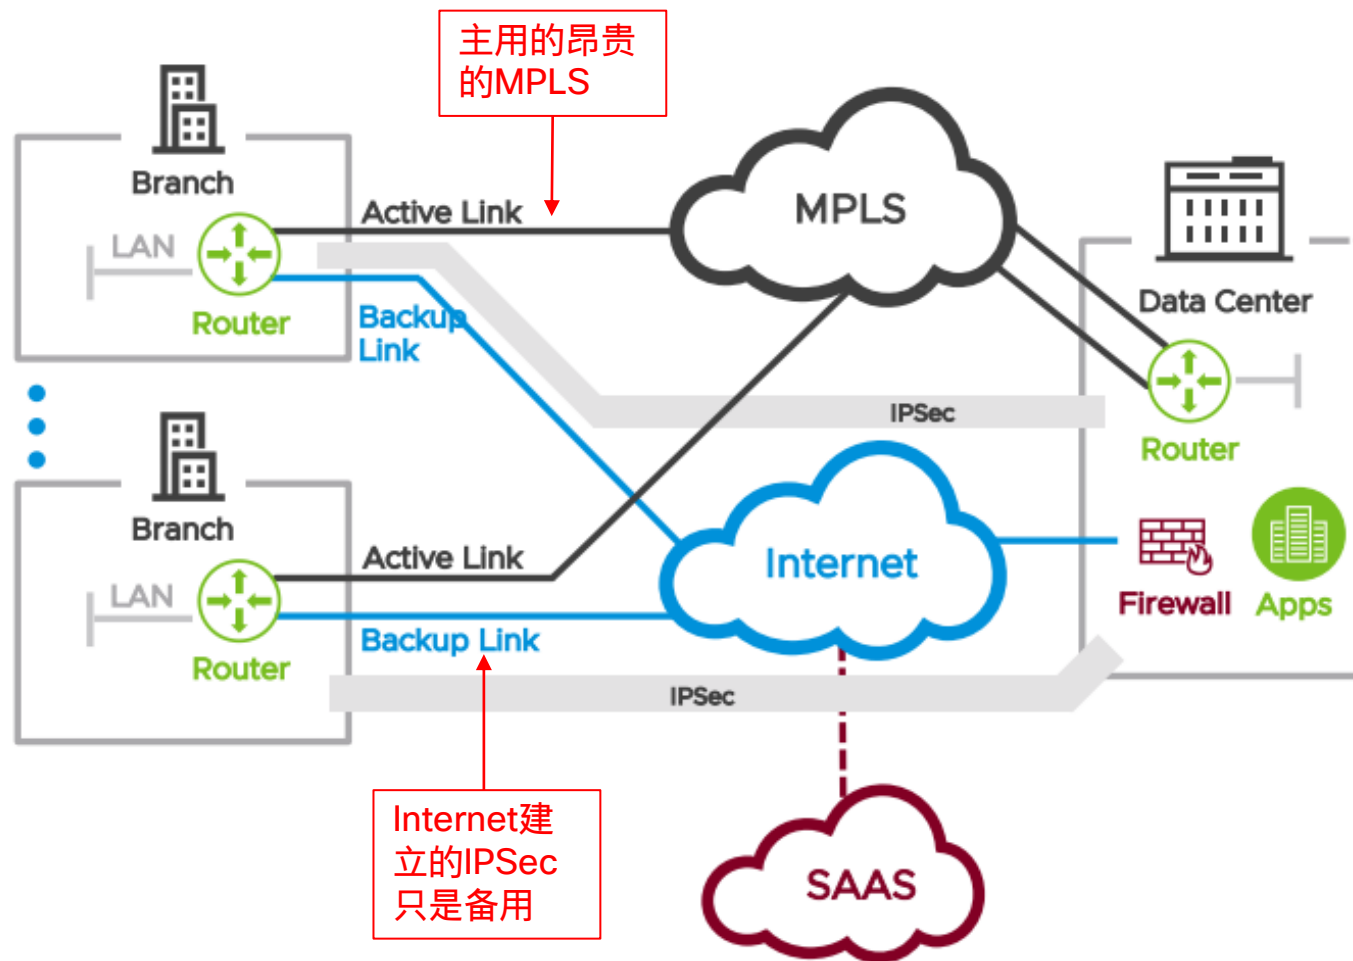 主用的昂贵
的MPLS
Branch
Active Link
MPLS
LAN
Data Center
Router
Backup
Link
IPSec
Router
Branch
Internet
Active Link
LAN
Firewall
Apps
Backup Link
Router
IPSec
Internet建
立的IPSec
只是备用
SAAS